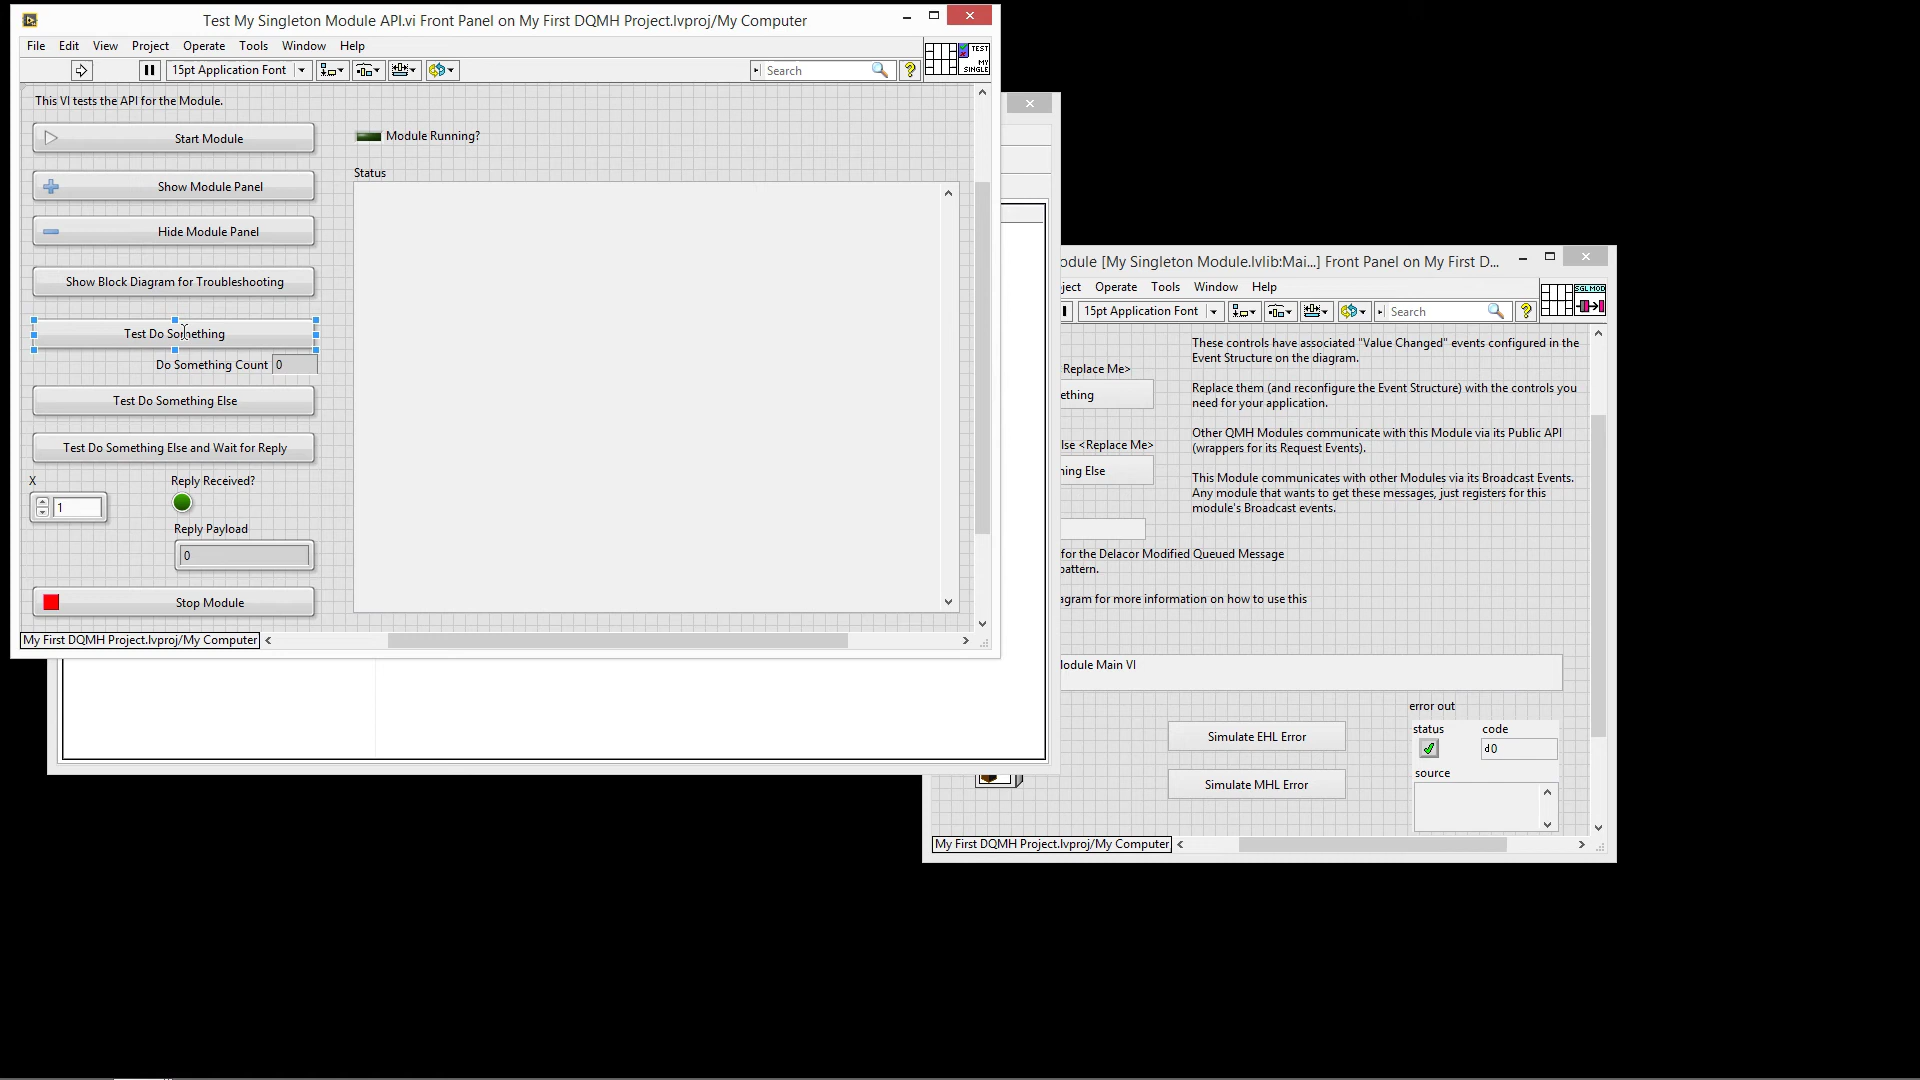 Test My Singleton Module API.vi Front Panel on My First DQMH Project.lvproj/My Computer
File Edit View Project Operate Tools Window Help
15pt Application Font
Search
?
TEST
MY
SINGLE
This VI tests the API for the Module.
Start Module
Show Module Panel
Hide Module Panel
Show Block Diagram for Troubleshooting
Test Do Something
Do Something Count 0
Test Do Something Else
Test Do Something Else and Wait for Reply
X
1
Reply Received?
Reply Payload
0
Stop Module
Module Running?
Status
My First DQMH Project.lvproj/My Computer
odule [My Singleton Module.lvlib:Mai...] Front Panel on My First D...
ject Operate Tools Window Help
15pt Application Font
Search
?
SGL MOD
Replace Me>
ething
lse <Replace Me>
ning Else
These controls have associated "Value Changed" events configured in the
Event Structure on the diagram.
Replace them (and reconfigure the Event Structure) with the controls you
need for your application.
Other QMH Modules communicate with this Module via its Public API
(wrappers for its Request Events).
This Module communicates with other Modules via its Broadcast Events.
Any module that wants to get these messages, just registers for this
module's Broadcast events.
for the Delacor Modified Queued Message
pattern.
agram for more information on how to use this
Module Main VI
Simulate EHL Error
Simulate MHL Error
error out
status
code
d 0
source
My First DQMH Project.lvproj/My Computer